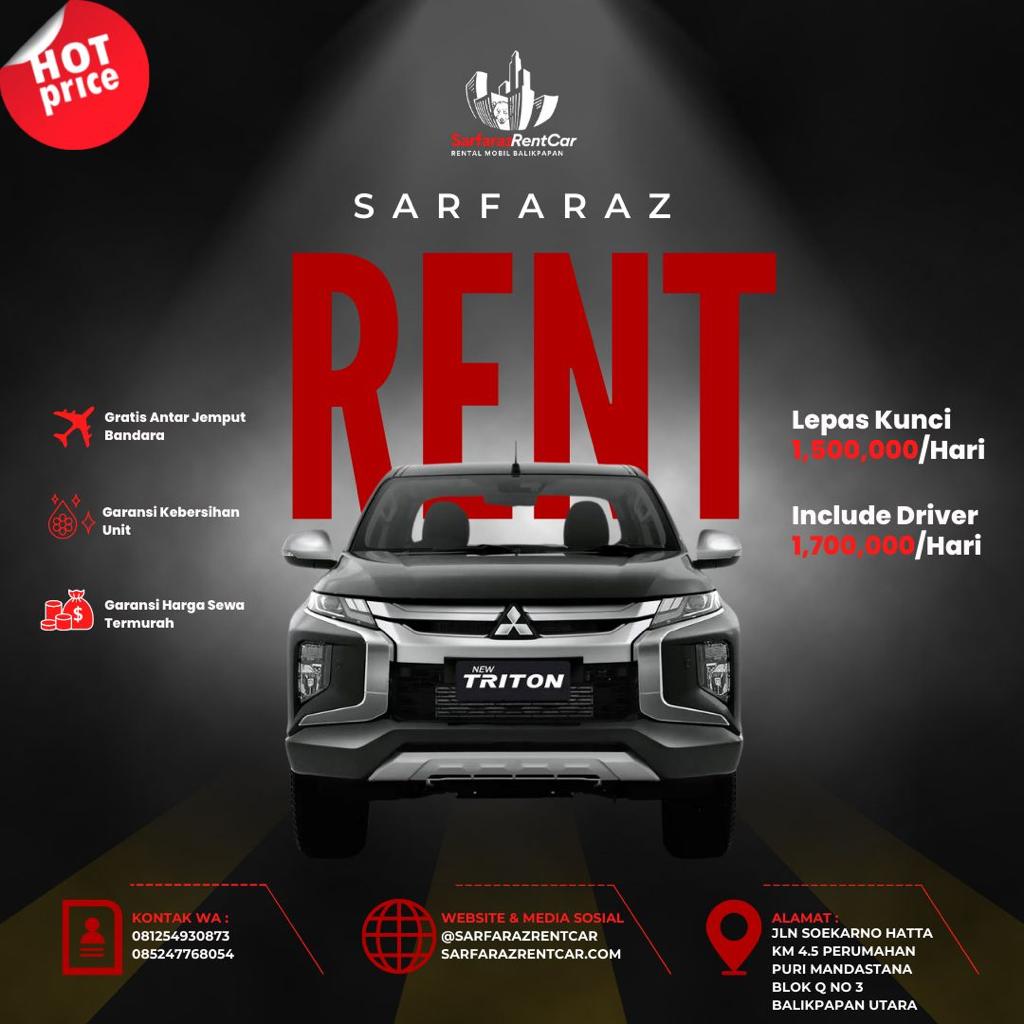 HOT
price
SarfarazRentCar
RENTAL MOBIL BALIKPAPAN
SARFARAZ
RENT
Gratis Antar Jemput
Bandara
Garansi Kebersihan
Unit
$
Garansi Harga Sewa
Termurah
Lepas Kunci
1,500,000/Hari
Include Driver
1,700,000/Hari
NEW
TRITON
KONTAK WA :
081254930873
085247768054
WEBSITE & MEDIA SOSIAL
@SARFARAZRENTCAR
SARFARAZRENTCAR.COM
ALAMAT :
JLN SOEKARNO HATTA
KM 4.5 PERUMAHAN
PURI MANDASTANA
BLOK Q NO 3
BALIKPAPAN UTARA